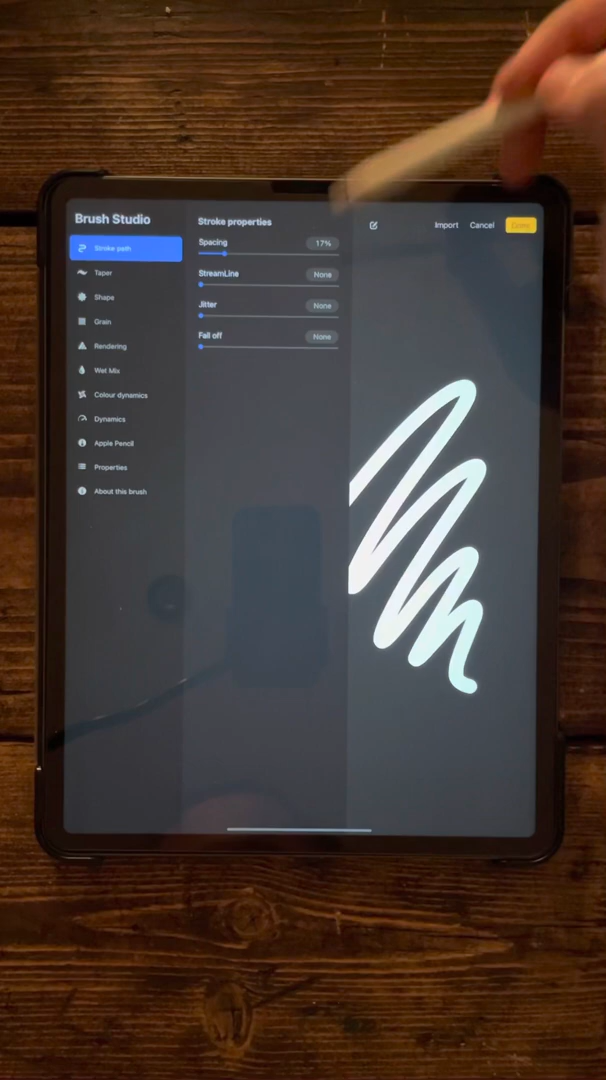 Brush Studio
Stroke path
Taper
Shape
Grain
Rendering
Wet Mix
Colour dynamics
Dynamics
Apple Pencil
Properties
About this brush
Stroke properties
Spacing
17%
StreamLine
None
Jitter
None
Fall off
None
Import
Cancel